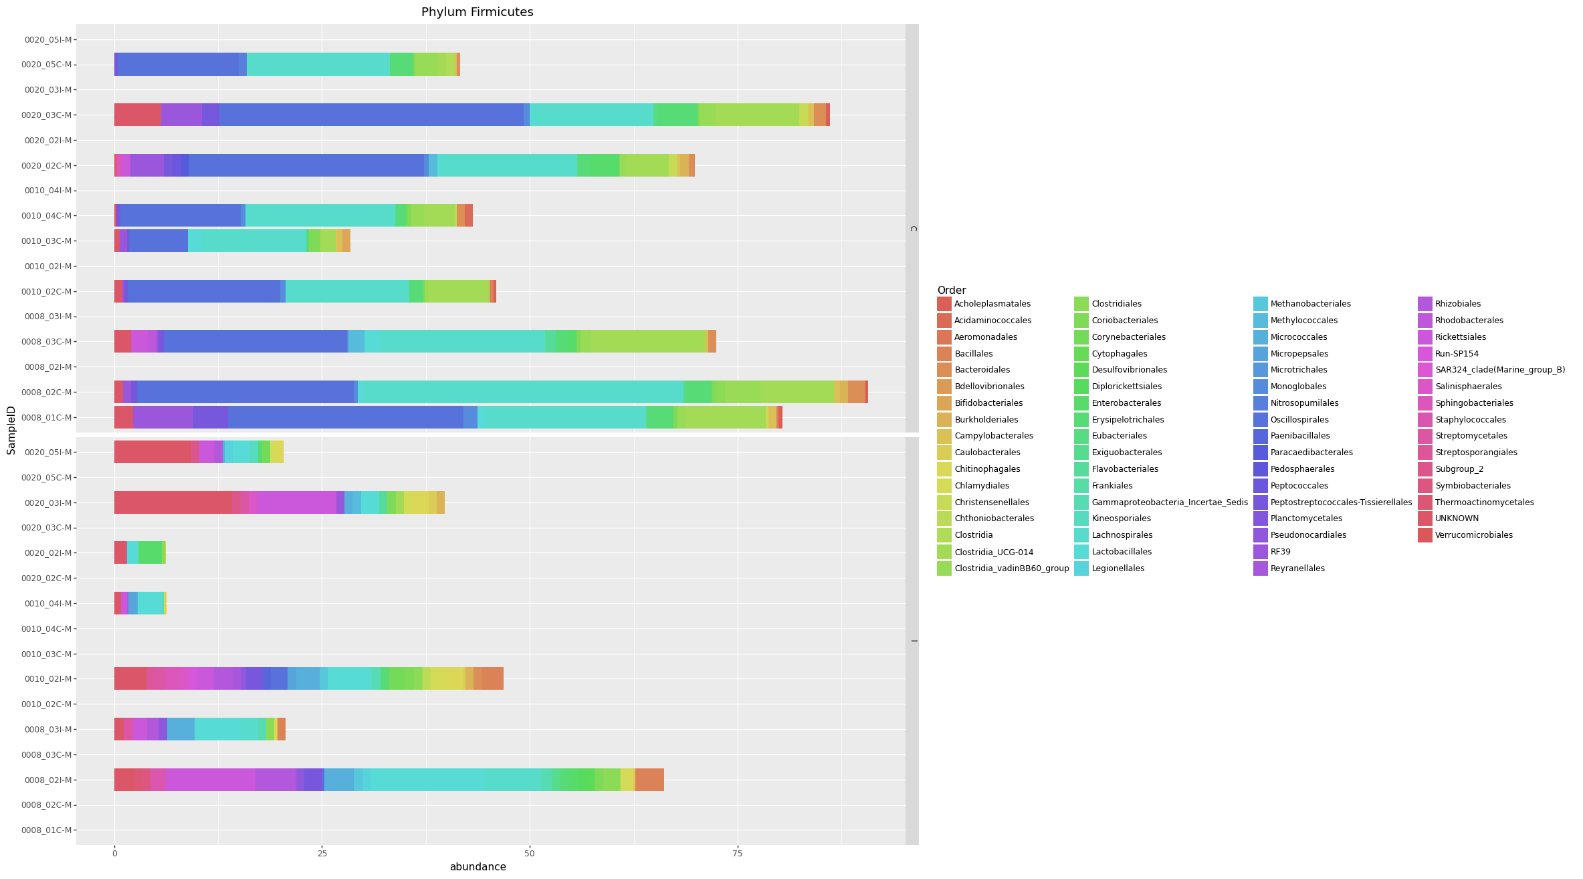 Phylum Firmicutes
0020_05I-M
0020_05C-M
0020_03I-M
0020_03C-M
0020_02I-M
0020_02C-M
0010_04I-M
0010_04C-M
0010_03C-M
0010_02I-M
0010_02C-M
0008_03I-M
0008_03C-M
0008_02I-M
0008_02C-M
0008_01C-M
C
SampleID
0020_05I-M
0020_05C-M
0020_03I-M
0020_03C-M
0020_02I-M
0020_02C-M
0010_04I-M
0010_04C-M
0010_03C-M
0010_02I-M
0010_02C-M
0008_03I-M
0008_03C-M
0008_02I-M
0008_02C-M
0008_01C-M
I
0 25 50 75
abundance
Order
Acholeplasmatales
Acidaminococcales
Aeromonadales
Bacillales
Bacteroidales
Bdellovibrionales
Bifidobacteriales
Burkholderiales
Campylobacterales
Caulobacterales
Chitinophagales
Chlamydiales
Christensenellales
Chthoniobacterales
Clostridia
Clostridia_UCG-014
Clostridia_vadinBB60_group
Clostridiales
Coriobacteriales
Corynebacteriales
Cytophagales
Desulfovibrionales
Diplorickettsiales
Enterobacterales
Erysipelotrichales
Eubacteriales
Exiguobacterales
Flavobacteriales
Frankiales
Gammaproteobacteria_Incertae_Sedis
Kineosporiales
Lachnospirales
Lactobacillales
Legionellales
Methanobacteriales
Methylococcales
Micrococcales
Micropepsales
Microtrichales
Monoglobales
Nitrosopumilales
Oscillospirales
Paenibacillales
Paracaedibacterales
Pedosphaerales
Peptococcales
Peptostreptococcales-Tissierellales
Planctomycetales
Pseudonocardiales
RF39
Reyranellales
Rhizobiales
Rhodobacterales
Rickettsiales
Run-SP154
SAR324_clade(Marine_group_B)
Salinisphaerales
Sphingobacteriales
Staphylococcales
Streptomycetales
Streptosporangiales
Subgroup_2
Symbiobacteriales
Thermoactinomycetales
UNKNOWN
Verrucomicrobiales